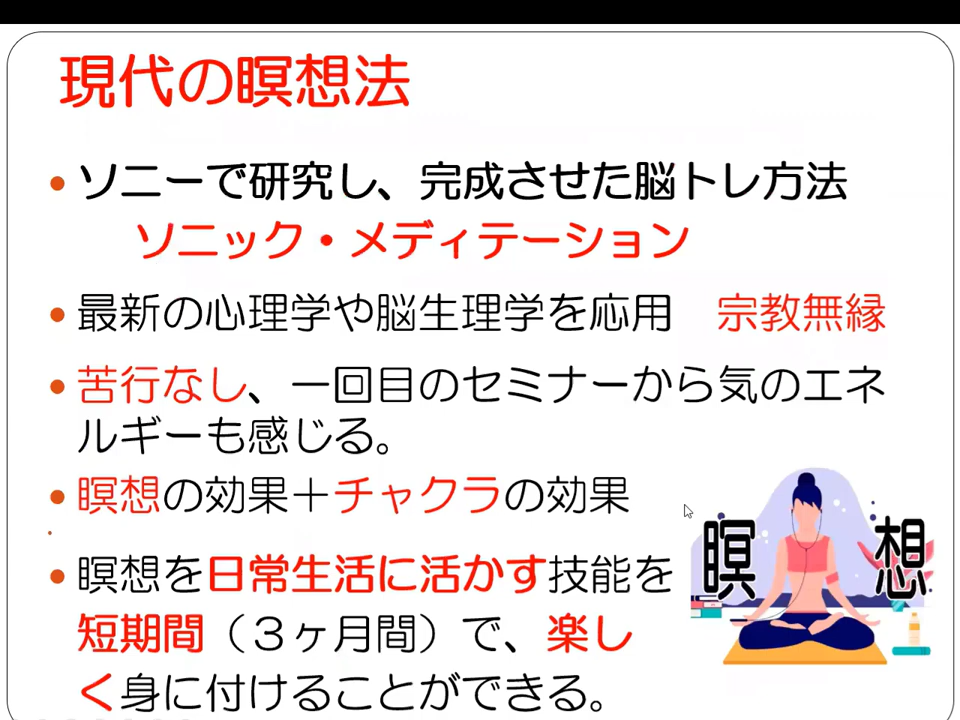 現代の瞑想法
• ソニーで研究し、完成させた脳トレ方法
ソニック・メディテーション
• 最新の心理学や脳生理学を応用　宗教無縁
• 苦行なし、一回目のセミナーから気のエネ
ルギーも感じる。
• 瞑想の効果＋チャクラの効果
• 瞑想を日常生活に活かす技能を
短期間（３ヶ月間）で、楽し
く身に付けることができる。
瞑 想